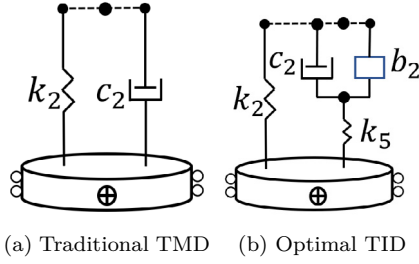 k₂ c₂
c₂ b₂
k₂
k₅
(a) Traditional TMD (b) Optimal TID